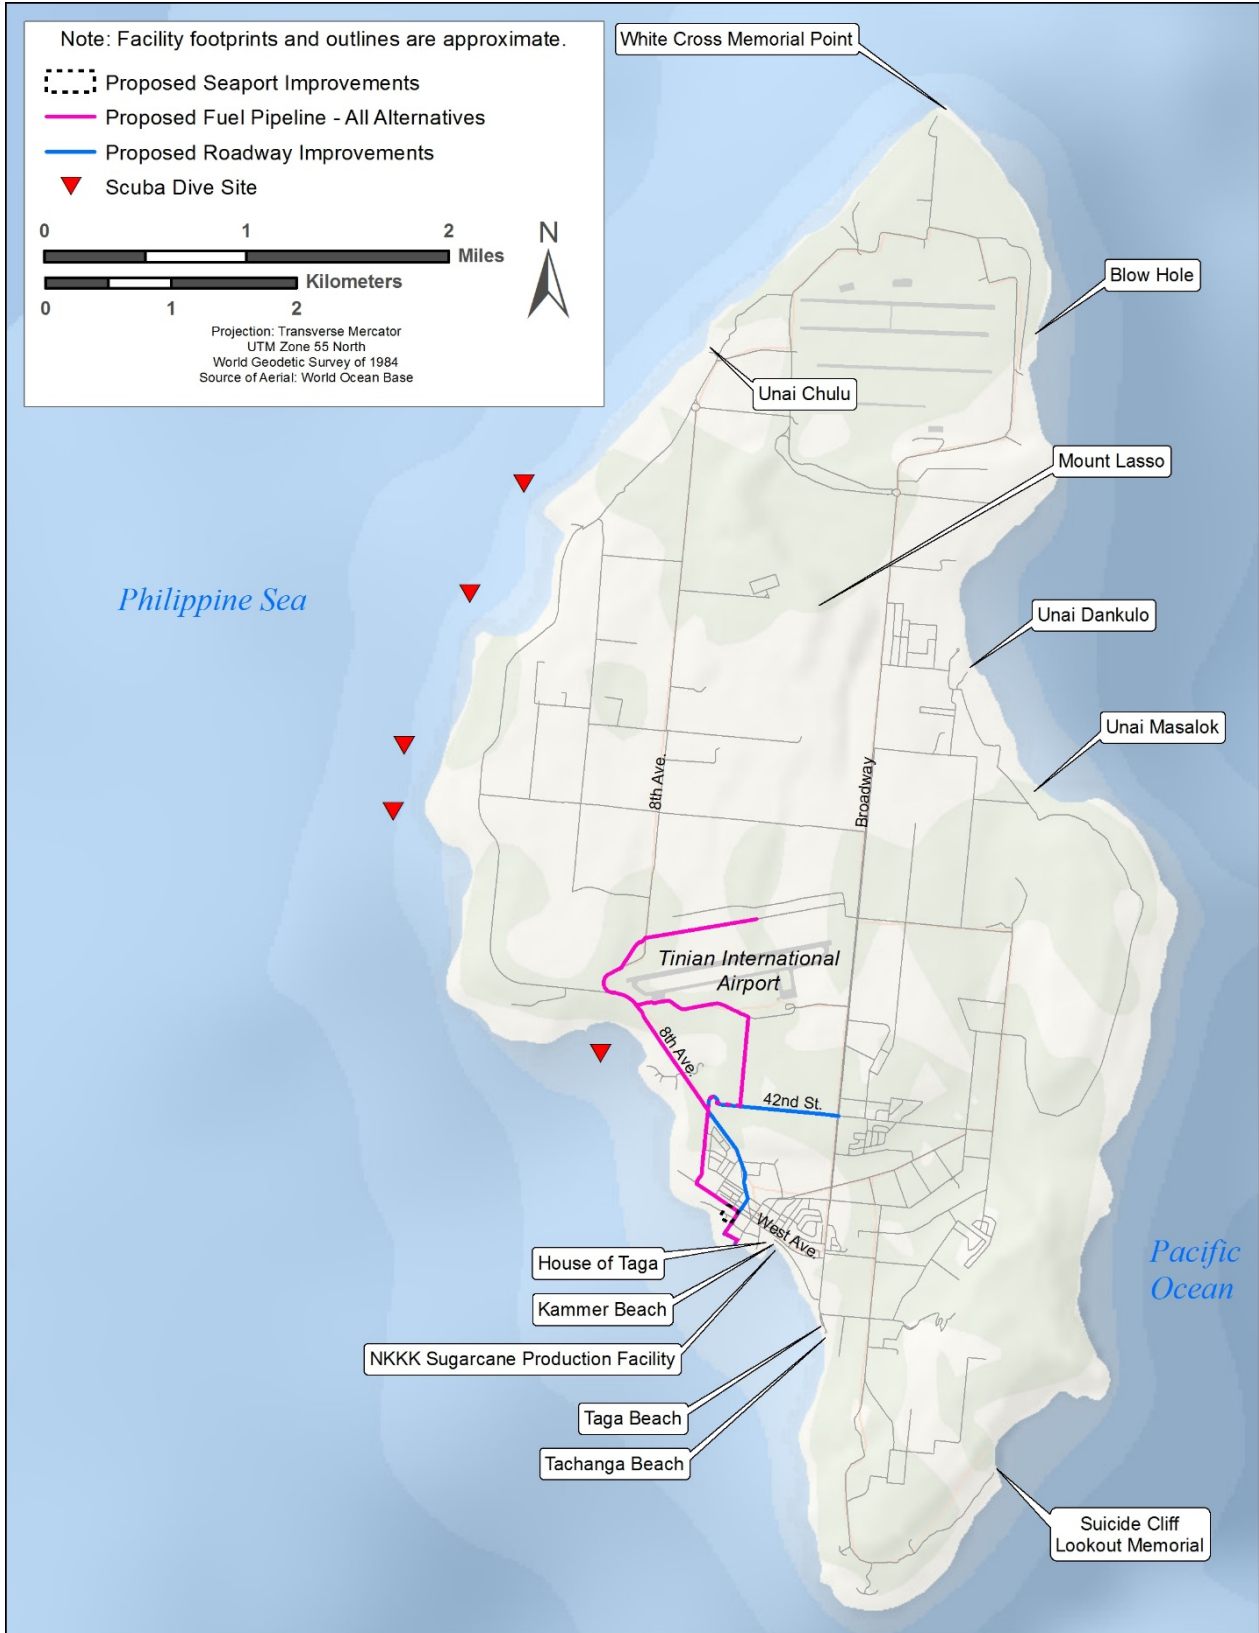 Note: Facility footprints and outlines are approximate.
Proposed Seaport Improvements
Proposed Fuel Pipeline - All Alternatives
Proposed Roadway Improvements
Scuba Dive Site
0 1 2
Miles
Kilometers
0 1 2
N
Projection: Transverse Mercator
UTM Zone 55 North
World Geodetic Survey of 1984
Source of Aerial: World Ocean Base
White Cross Memorial Point
Blow Hole
Unai Chulu
Mount Lasso
Philippine Sea
Unai Dankulo
Unai Masalok
8th Ave.
Broadway
Tinian International
Airport
8th Ave.
42nd St.
West Ave.
House of Taga
Kammer Beach
NKKK Sugarcane Production Facility
Taga Beach
Tachanga Beach
Pacific
Ocean
Suicide Cliff
Lookout Memorial